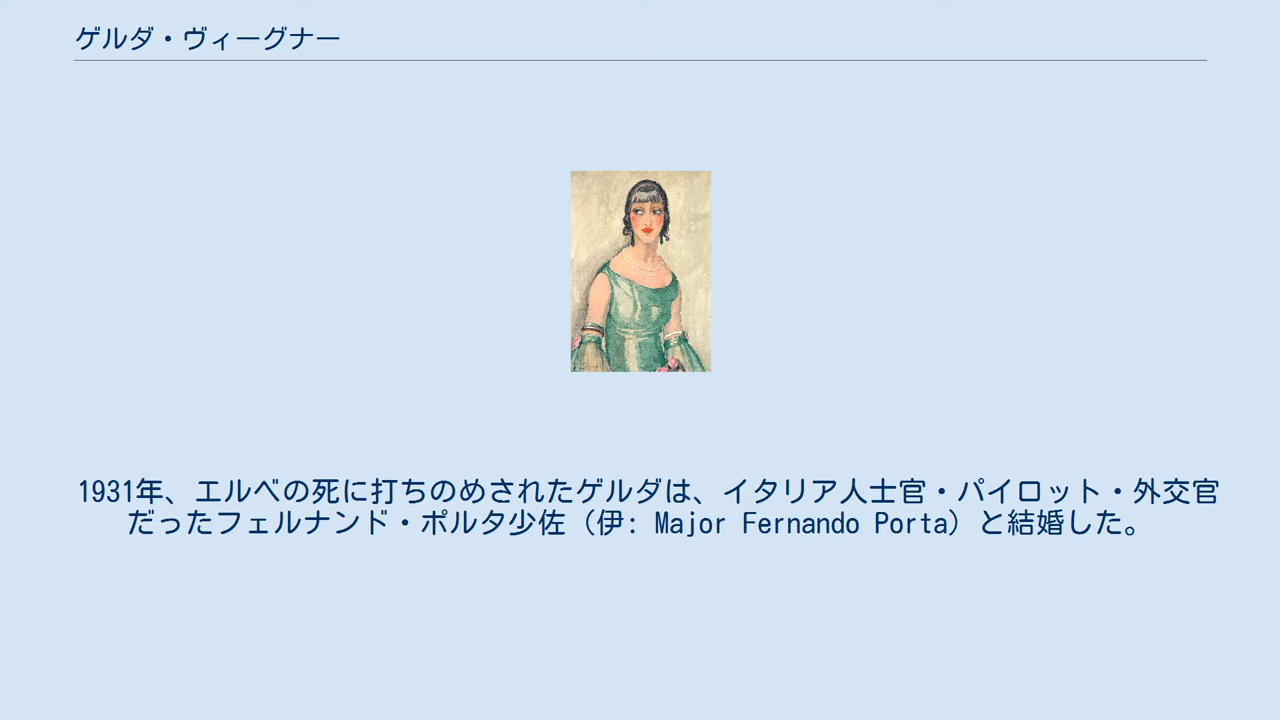 ゲルダ・ヴィーグナー
1931年、エルベの死に打ちのめされたゲルダは、イタリア人士官・パイロット・外交官
だったフェルナンド・ポルタ少佐（伊: Major Fernando Porta）と結婚した。